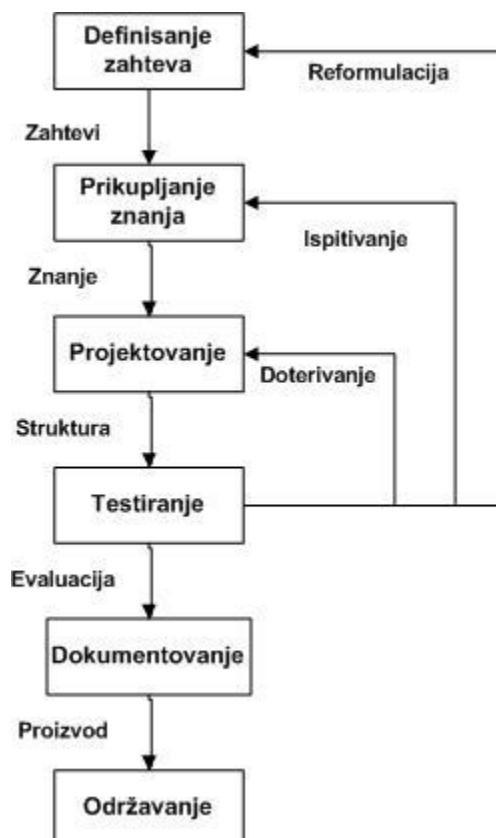 Definisanje
zahteva
Reformulacija
Zahtevi
Prikupljanje
znanja
Ispitivanje
Znanje
Projektovanje
Doterivanje
Struktura
Testiranje
Evaluacija
Dokumentovanje
Proizvod
Održavanje